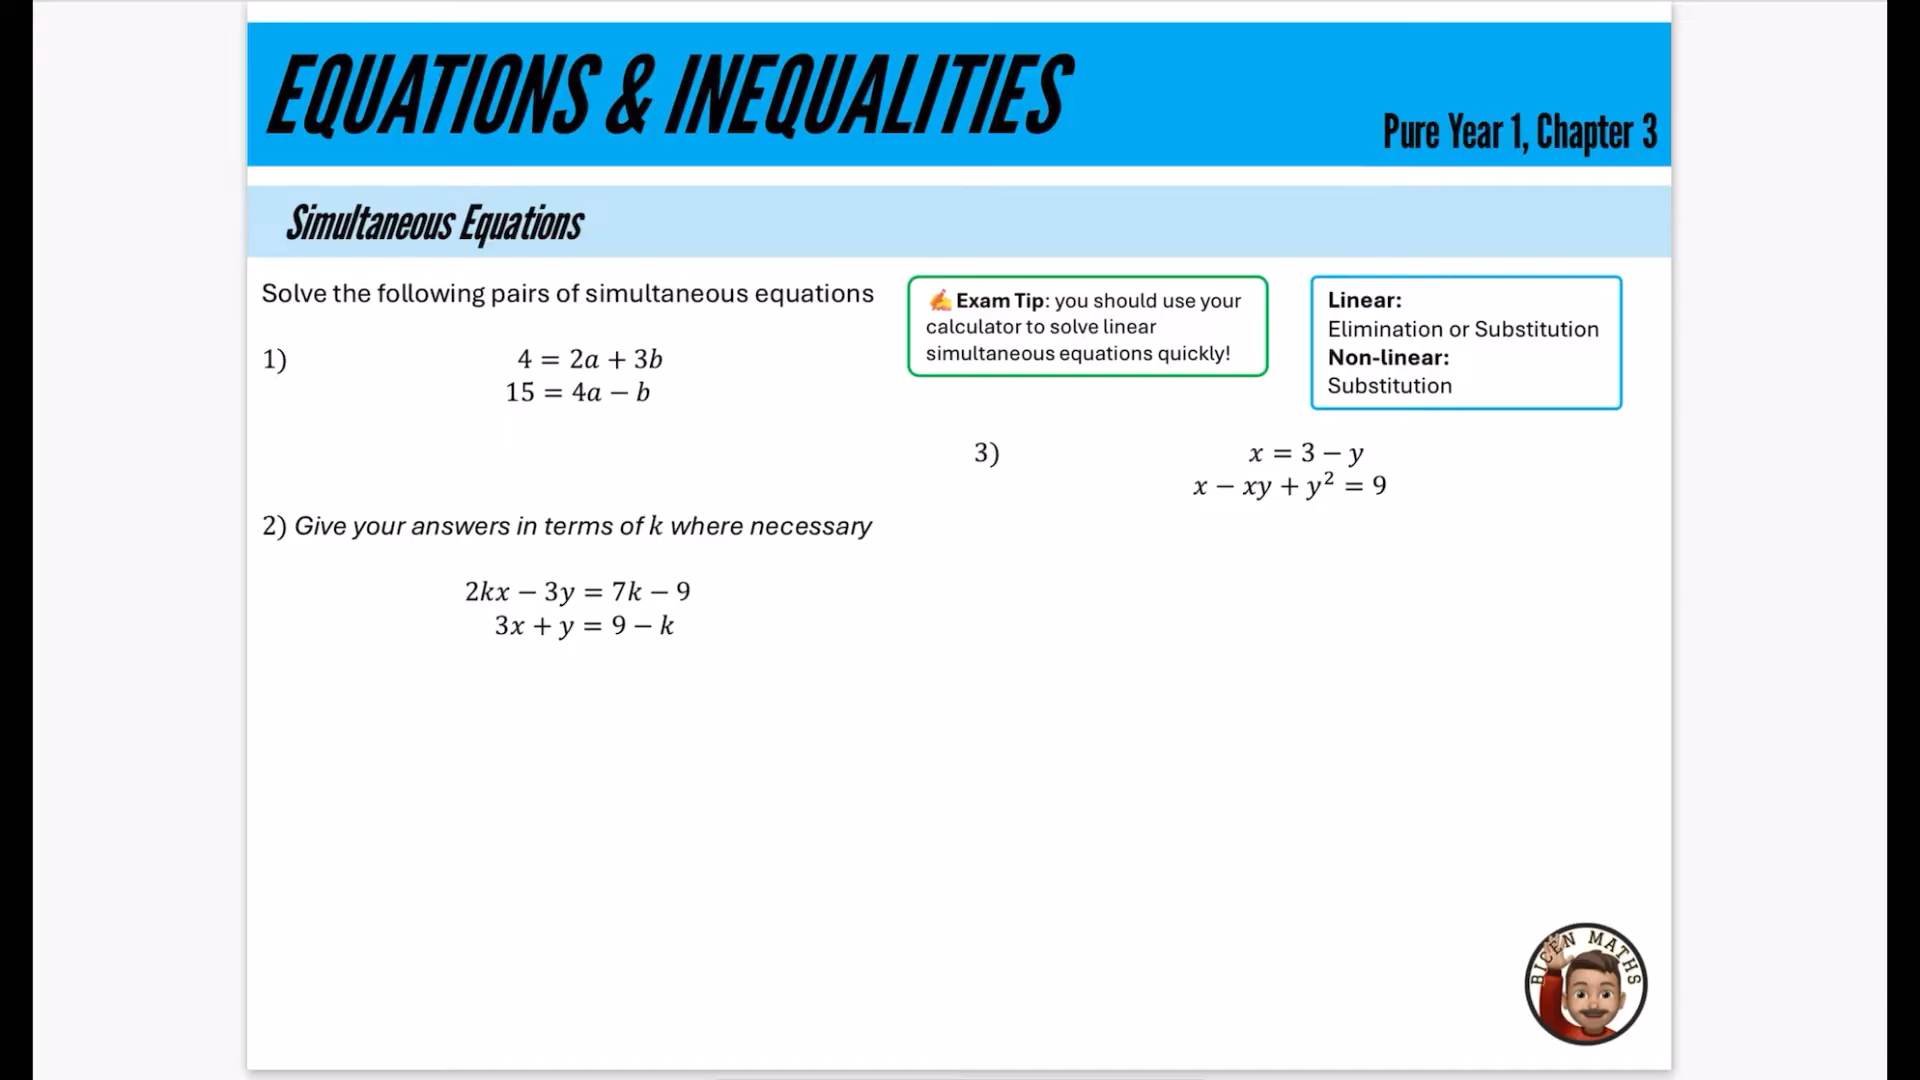 EQUATIONS & INEQUALITIES
Pure Year 1, Chapter 3
Simultaneous Equations
Solve the following pairs of simultaneous equations
1)
4 = 2a + 3b
15 = 4a − b
2) Give your answers in terms of k where necessary
2kx − 3y = 7k − 9
3x + y = 9 − k
✍️ Exam Tip: you should use your
calculator to solve linear
simultaneous equations quickly!
Linear:
Elimination or Substitution
Non-linear:
Substitution
3)
x = 3 − y
x − xy + y² = 9
BICEN MATHS